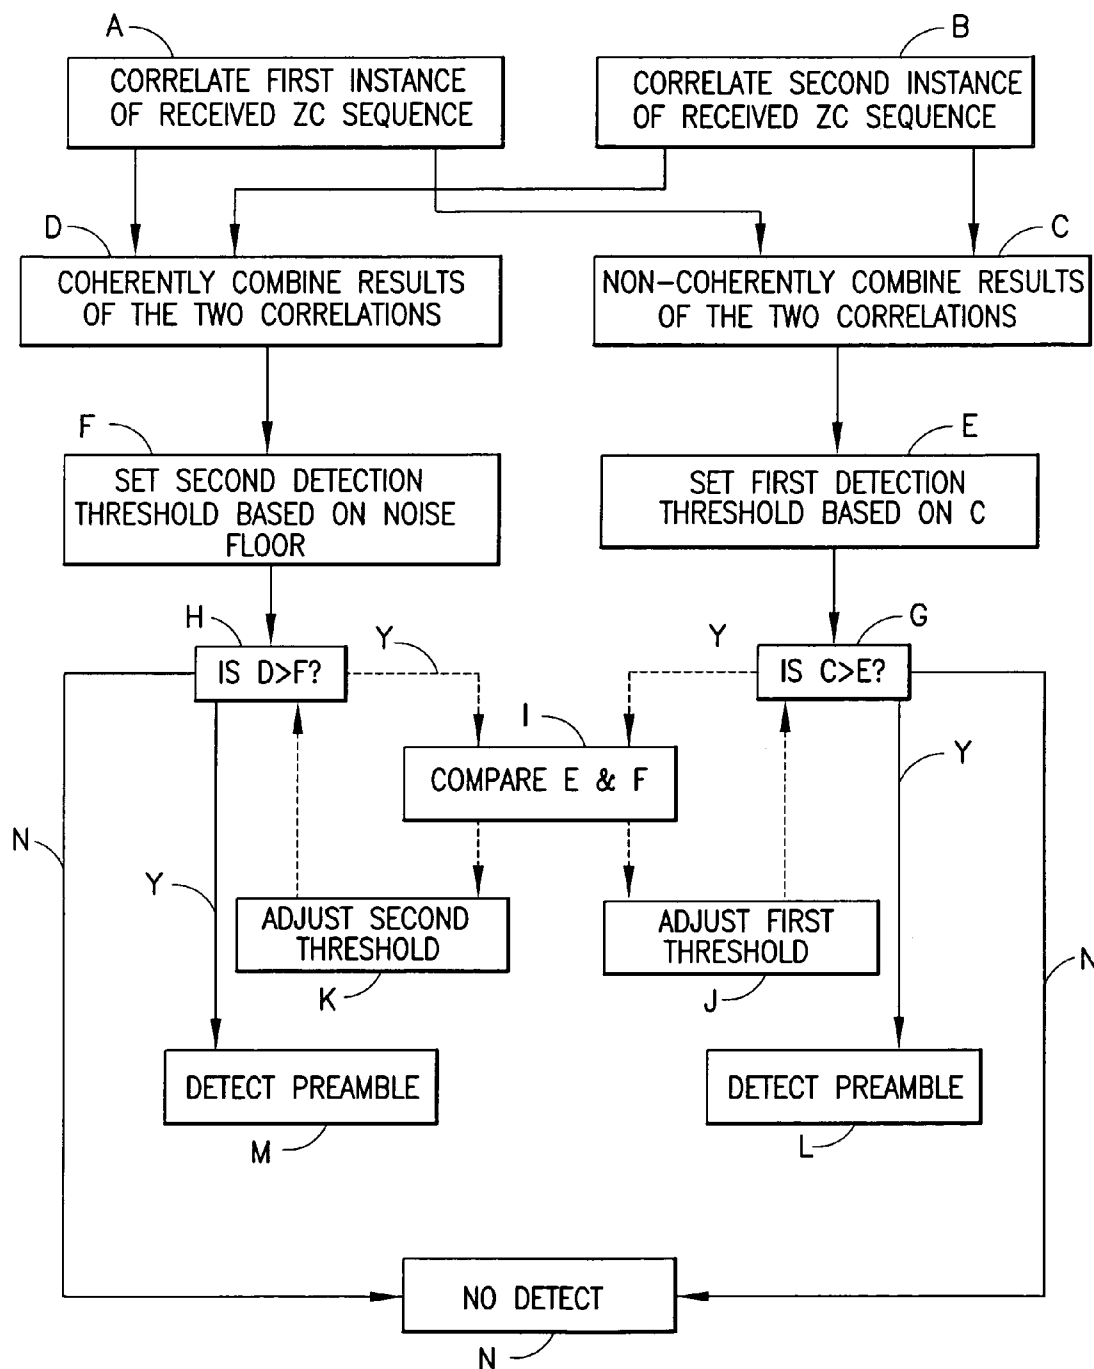 A
B
CORRELATE FIRST INSTANCE
OF RECEIVED ZC SEQUENCE
CORRELATE SECOND INSTANCE
OF RECEIVED ZC SEQUENCE
D
C
COHERENTLY COMBINE RESULTS
OF THE TWO CORRELATIONS
NON-COHERENTLY COMBINE RESULTS
OF THE TWO CORRELATIONS
F
E
SET SECOND DETECTION
THRESHOLD BASED ON NOISE
FLOOR
SET FIRST DETECTION
THRESHOLD BASED ON C
H
Y
Y
G
IS D>F?
IS C>E?
I
COMPARE E & F
Y
N
Y
ADJUST SECOND
THRESHOLD
ADJUST FIRST
THRESHOLD
N
K
J
DETECT PREAMBLE
DETECT PREAMBLE
M
L
NO DETECT
N